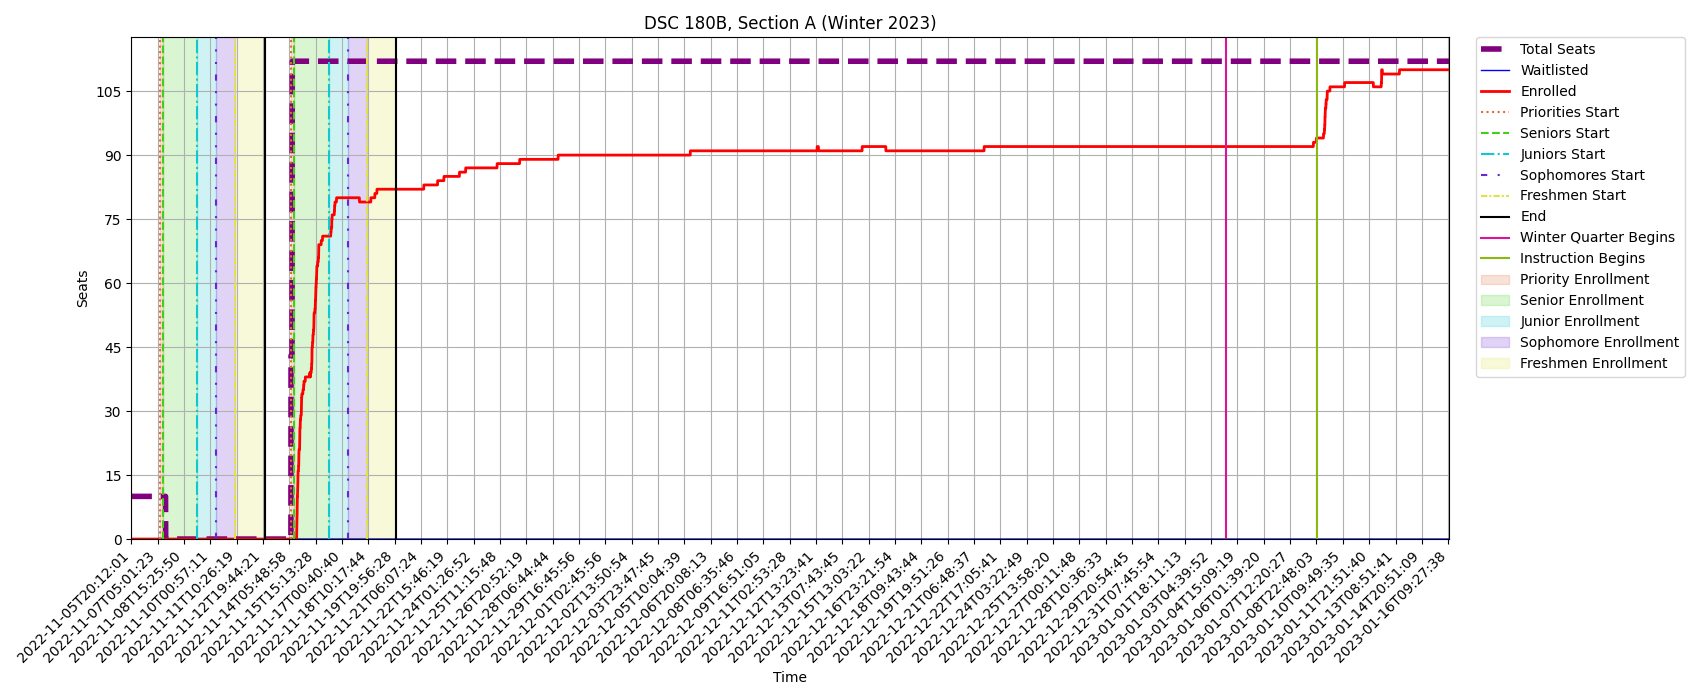 DSC 180B, Section A (Winter 2023)
Seats
105
90
75
60
45
30
15
0
2022-11-05T20:12:01
2022-11-07T05:01:23
2022-11-08T15:25:50
2022-11-10T00:57:11
2022-11-11T10:26:19
2022-11-12T19:44:21
2022-11-14T05:48:58
2022-11-15T15:13:28
2022-11-17T00:40:40
2022-11-18T10:17:44
2022-11-19T19:56:28
2022-11-21T06:07:24
2022-11-22T15:46:19
2022-11-24T01:26:52
2022-11-25T11:15:48
2022-11-26T20:52:19
2022-11-28T06:44:44
2022-11-29T16:45:56
2022-12-01T02:45:56
2022-12-02T13:50:54
2022-12-03T23:47:45
2022-12-05T10:04:39
2022-12-06T20:08:13
2022-12-08T06:35:46
2022-12-09T16:51:05
2022-12-11T02:53:28
2022-12-12T13:23:41
2022-12-13T07:43:45
2022-12-15T13:03:22
2022-12-16T23:21:54
2022-12-18T09:43:44
2022-12-19T19:51:26
2022-12-21T06:48:37
2022-12-22T17:05:41
2022-12-24T03:22:49
2022-12-25T13:58:20
2022-12-27T00:11:48
2022-12-28T10:36:33
2022-12-29T20:54:45
2022-12-31T07:45:54
2023-01-01T18:11:13
2023-01-03T04:39:52
2023-01-04T15:09:19
2023-01-06T01:39:20
2023-01-07T12:20:27
2023-01-08T22:48:03
2023-01-10T09:49:35
2023-01-11T21:51:40
2023-01-13T08:51:41
2023-01-14T20:51:09
2023-01-16T09:27:38
Time
Total Seats
Waitlisted
Enrolled
Priorities Start
Seniors Start
Juniors Start
Sophomores Start
Freshmen Start
End
Winter Quarter Begins
Instruction Begins
Priority Enrollment
Senior Enrollment
Junior Enrollment
Sophomore Enrollment
Freshmen Enrollment